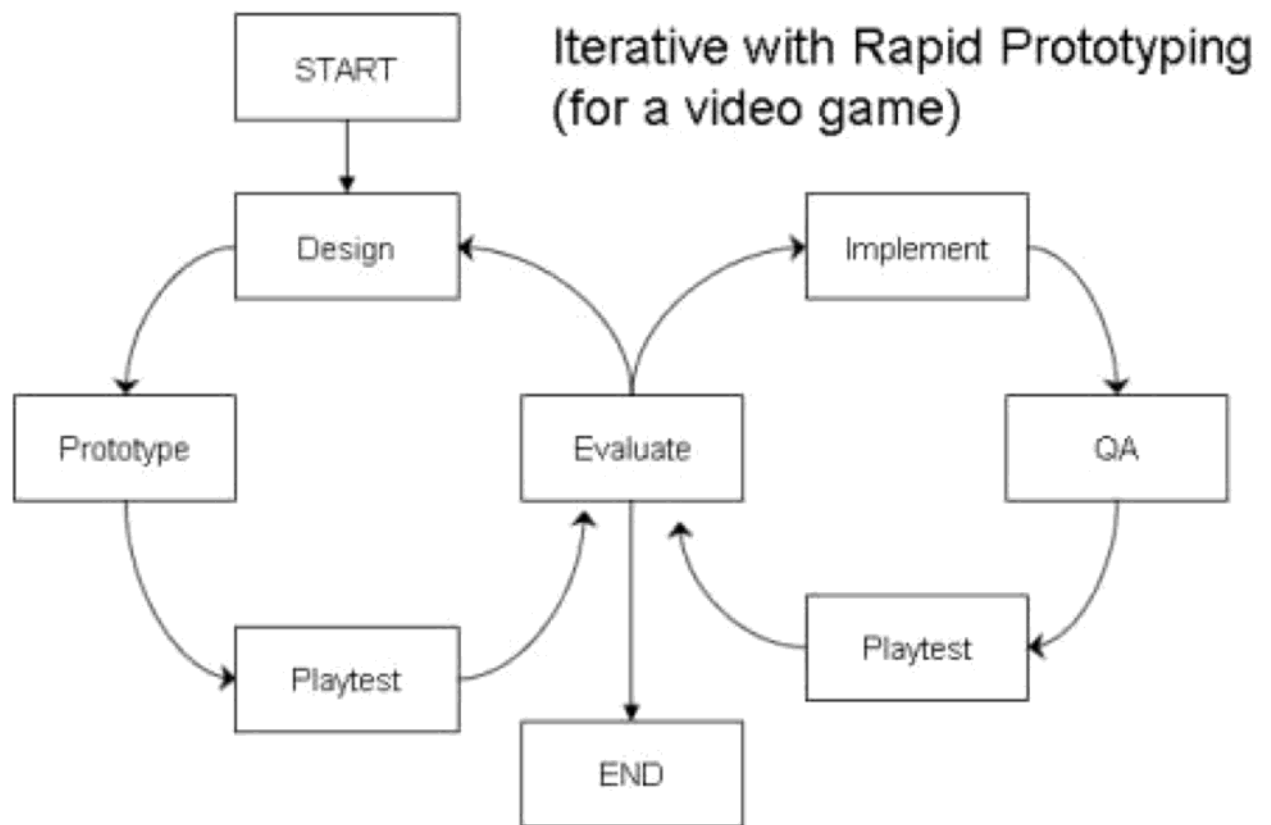 START
Iterative with Rapid Prototyping
(for a video game)
Design
Implement
Prototype
Evaluate
QA
Playtest
Playtest
END